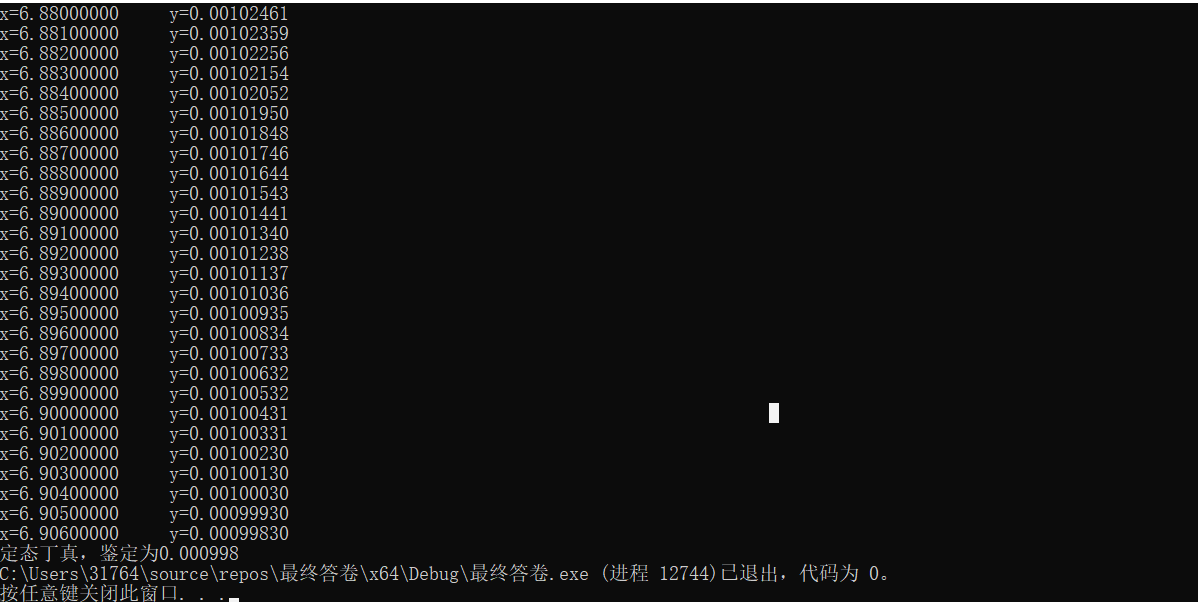 x=6.88000000     y=0.00102461
x=6.88100000     y=0.00102359
x=6.88200000     y=0.00102256
x=6.88300000     y=0.00102154
x=6.88400000     y=0.00102052
x=6.88500000     y=0.00101950
x=6.88600000     y=0.00101848
x=6.88700000     y=0.00101746
x=6.88800000     y=0.00101644
x=6.88900000     y=0.00101543
x=6.89000000     y=0.00101441
x=6.89100000     y=0.00101340
x=6.89200000     y=0.00101238
x=6.89300000     y=0.00101137
x=6.89400000     y=0.00101036
x=6.89500000     y=0.00100935
x=6.89600000     y=0.00100834
x=6.89700000     y=0.00100733
x=6.89800000     y=0.00100632
x=6.89900000     y=0.00100532
x=6.90000000     y=0.00100431
x=6.90100000     y=0.00100331
x=6.90200000     y=0.00100230
x=6.90300000     y=0.00100130
x=6.90400000     y=0.00100030
x=6.90500000     y=0.00099930
x=6.90600000     y=0.00099830
定态丁真，鉴定为0.000998
C:\Users\31764\source\repos\最终答卷\x64\Debug\最终答卷.exe (进程 12744)已退出，代码为 0。
按任意键关闭此窗口. . .